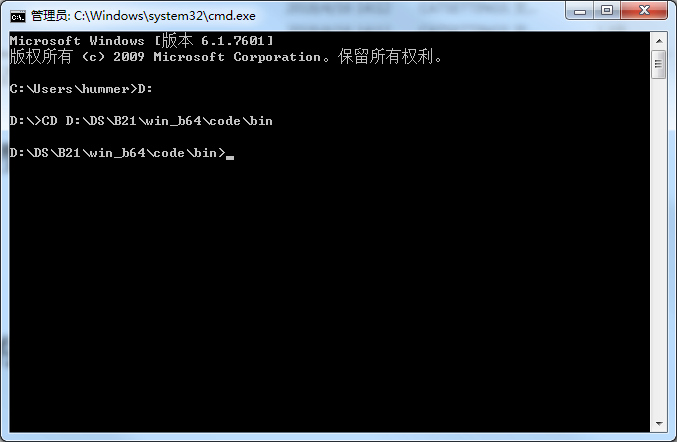 管理员: C:\Windows\system32\cmd.exe
Microsoft Windows [版本 6.1.7601]
版权所有 (c) 2009 Microsoft Corporation。保留所有权利。
C:\Users\hummer>D:
D:\>CD D:\DS\B21\win_b64\code\bin
D:\DS\B21\win_b64\code\bin>